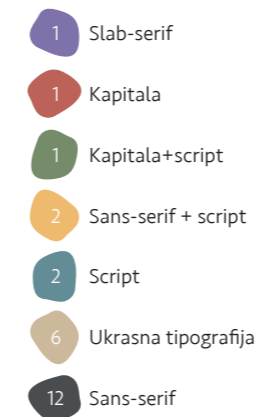 1 Slab-serif
1 Kapitala
1 Kapitala+script
2 Sans-serif + script
2 Script
6 Ukrasna tipografija
12 Sans-serif